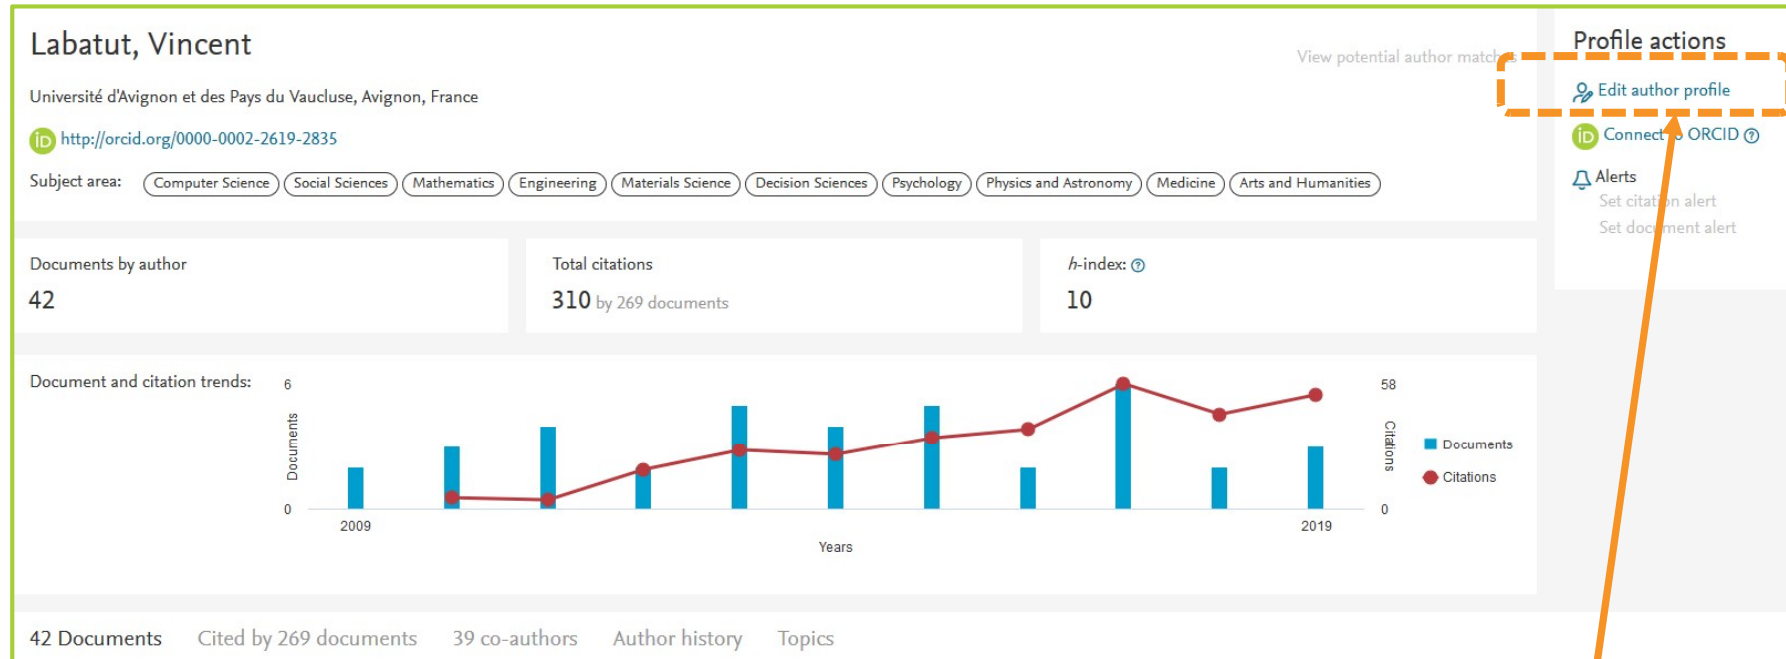 Labatut, Vincent
View potential author matches
Université d'Avignon et des Pays du Vaucluse, Avignon, France
iD http://orcid.org/0000-0002-2619-2835
Subject area: Computer Science Social Sciences Mathematics Engineering Materials Science Decision Sciences Psychology Physics and Astronomy Medicine Arts and Humanities
Profile actions
Edit author profile
iD Connect to ORCID ?
Alerts
Set citation alert
Set document alert
Documents by author
42
Total citations
310 by 269 documents
h-index: ?
10
Document and citation trends:
6
Documents
0
2009
2019
Years
58
Citations
0
Documents
Citations
42 Documents Cited by 269 documents 39 co-authors Author history Topics